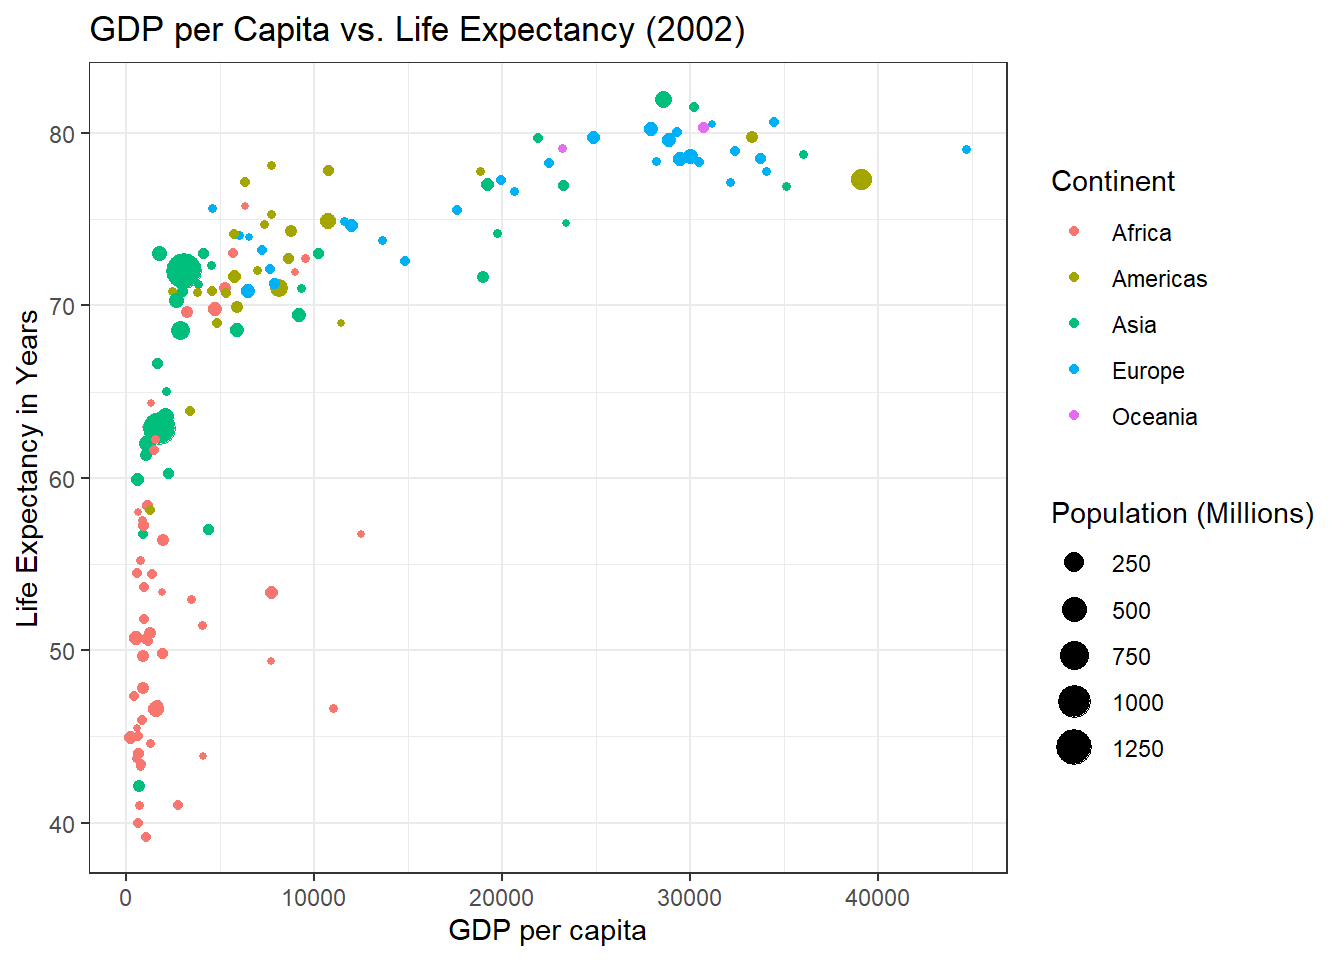 GDP per Capita vs. Life Expectancy (2002)
Life Expectancy in Years
80
70
60
50
40
0 10000 20000 30000 40000
GDP per capita
Continent
Africa
Americas
Asia
Europe
Oceania
Population (Millions)
250
500
750
1000
1250